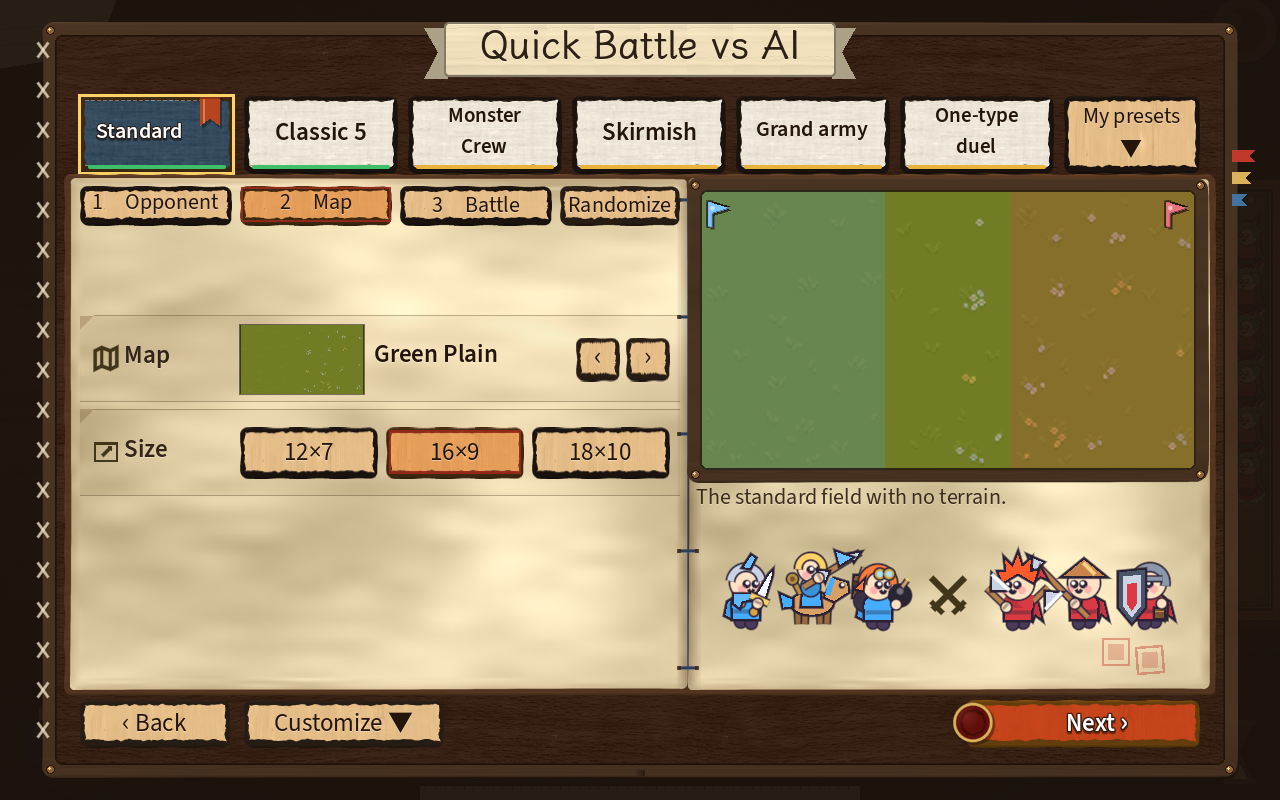 Quick Battle vs AI
Standard
Classic 5
Monster
Crew
Skirmish
Grand army
One-type
duel
My presets
▼
1 Opponent
2 Map
3 Battle
Randomize
Map
Green Plain
‹
›
Size
12×7
16×9
18×10
The standard field with no terrain.
‹ Back
Customize ▼
Next ›